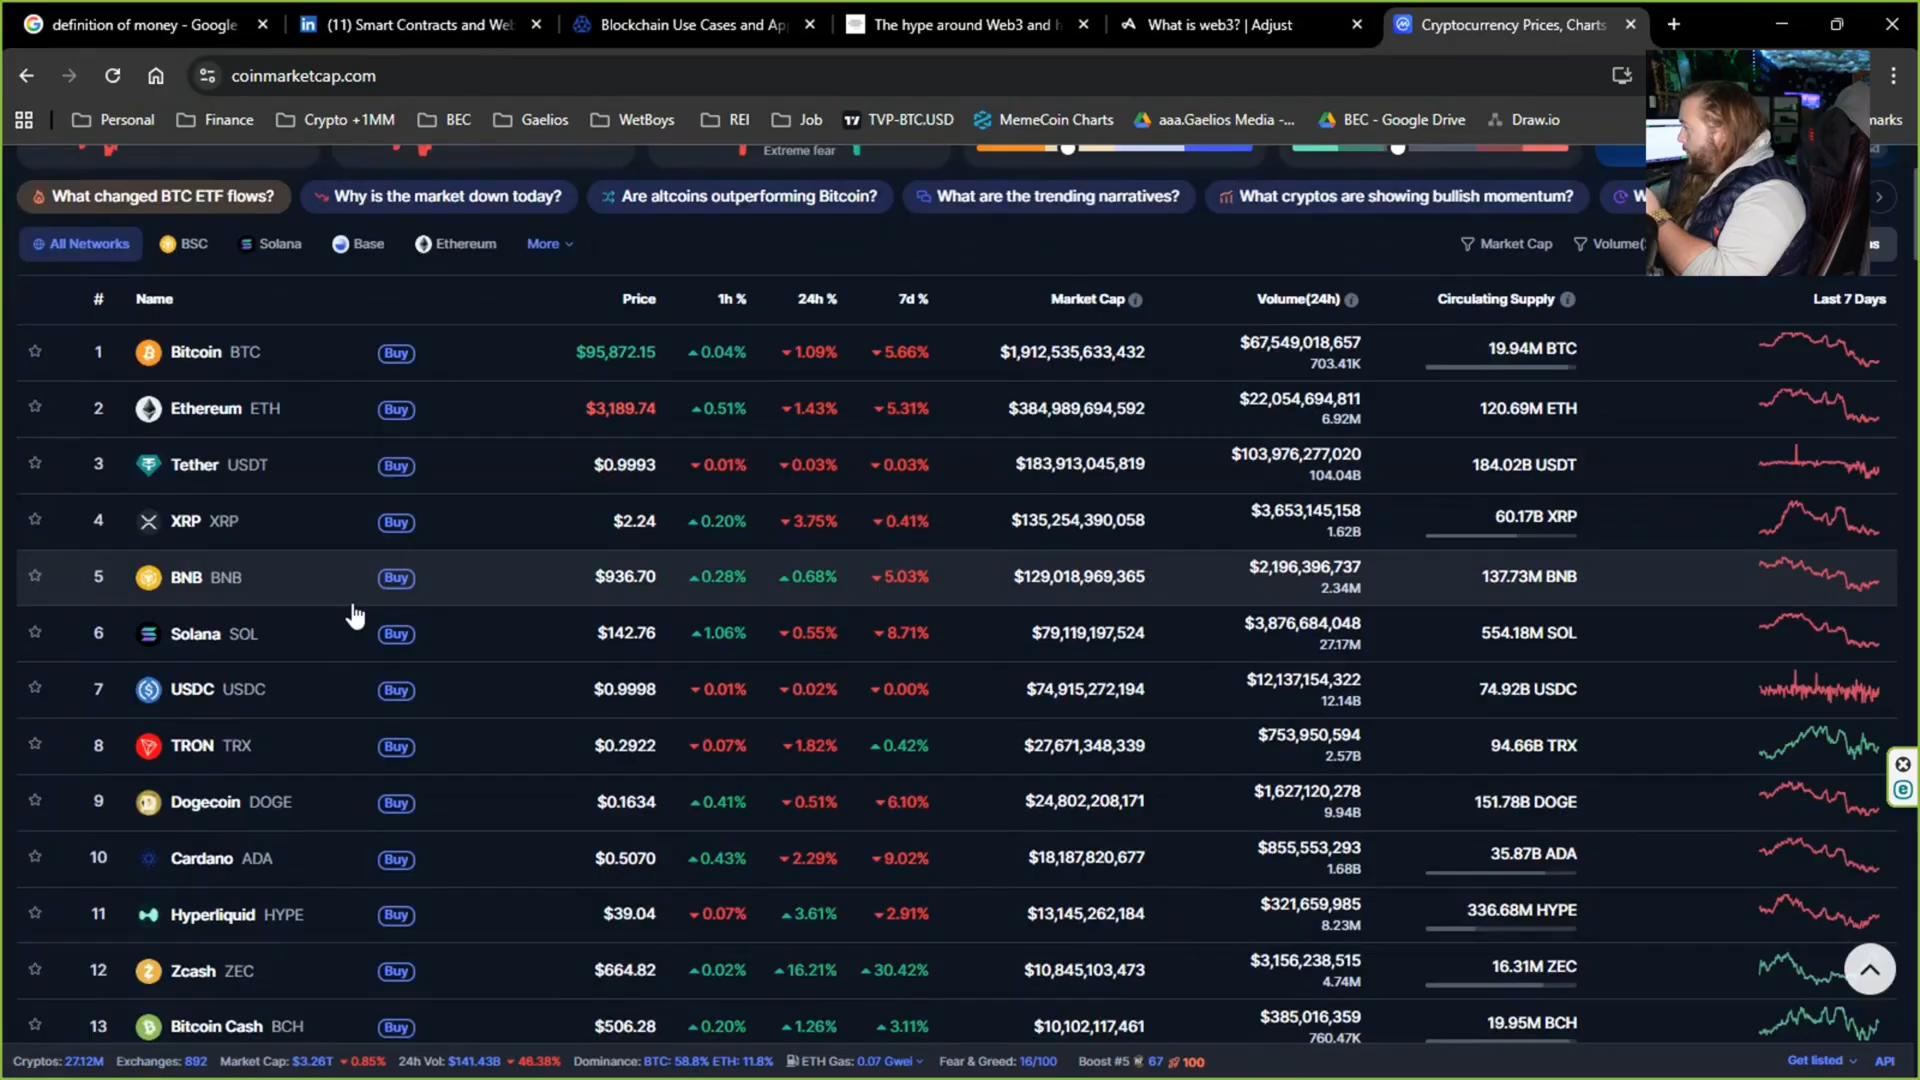 definition of money - Google
(11) Smart Contracts and Web
Blockchain Use Cases and Ap
The hype around Web3 and h
What is web3? | Adjust
Cryptocurrency Prices, Charts
coinmarketcap.com
Personal Finance Crypto +1MM BEC Gaelios WetBoys REI Job TVP-BTC.USD MemeCoin Charts aaa.Gaelios Media -... BEC - Google Drive Draw.io
Extreme fear
What changed BTC ETF flows? Why is the market down today? Are altcoins outperforming Bitcoin? What are the trending narratives? What cryptos are showing bullish momentum?
All Networks BSC Solana Base Ethereum More Market Cap Volume(
# Name Price 1h % 24h % 7d % Market Cap Volume(24h) Circulating Supply Last 7 Days
1 Bitcoin BTC Buy $95,872.15 0.04% 1.09% 5.66% $1,912,535,633,432 $67,549,018,657 19.94M BTC
703.41K
2 Ethereum ETH Buy $3,189.74 0.51% 1.43% 5.31% $384,989,694,592 $22,054,694,811 120.69M ETH
6.92M
3 Tether USDT Buy $0.9993 0.01% 0.03% 0.03% $183,913,045,819 $103,976,277,020 184.02B USDT
104.04B
4 XRP XRP Buy $2.24 0.20% 3.75% 0.41% $135,254,390,058 $3,653,145,158 60.17B XRP
1.62B
5 BNB BNB Buy $936.70 0.28% 0.68% 5.03% $129,018,969,365 $2,196,396,737 137.73M BNB
2.34M
6 Solana SOL Buy $142.76 1.06% 0.55% 8.71% $79,119,197,524 $3,876,684,048 554.18M SOL
27.17M
7 USDC USDC Buy $0.9998 0.01% 0.02% 0.00% $74,915,272,194 $12,137,154,322 74.92B USDC
12.14B
8 TRON TRX Buy $0.2922 0.07% 1.82% 0.42% $27,671,348,339 $753,950,594 94.66B TRX
2.57B
9 Dogecoin DOGE Buy $0.1634 0.41% 0.51% 6.10% $24,802,208,171 $1,627,120,278 151.78B DOGE
9.94B
10 Cardano ADA Buy $0.5070 0.43% 2.29% 9.02% $18,187,820,677 $855,553,293 35.87B ADA
1.68B
11 Hyperliquid HYPE Buy $39.04 0.07% 3.61% 2.91% $13,145,262,184 $321,659,985 336.68M HYPE
8.23M
12 Zcash ZEC Buy $664.82 0.02% 16.21% 30.42% $10,845,103,473 $3,156,238,515 16.31M ZEC
4.74M
13 Bitcoin Cash BCH Buy $506.28 0.20% 1.26% 3.11% $10,102,117,461 $385,016,359 19.95M BCH
760.47K
Cryptos: 27.12M Exchanges: 892 Market Cap: $3.26T 0.85% 24h Vol: $141.43B 46.38% Dominance: BTC: 58.8% ETH: 11.8% ETH Gas: 0.07 Gwei Fear & Greed: 16/100 Boost #5 67 100 Get listed API